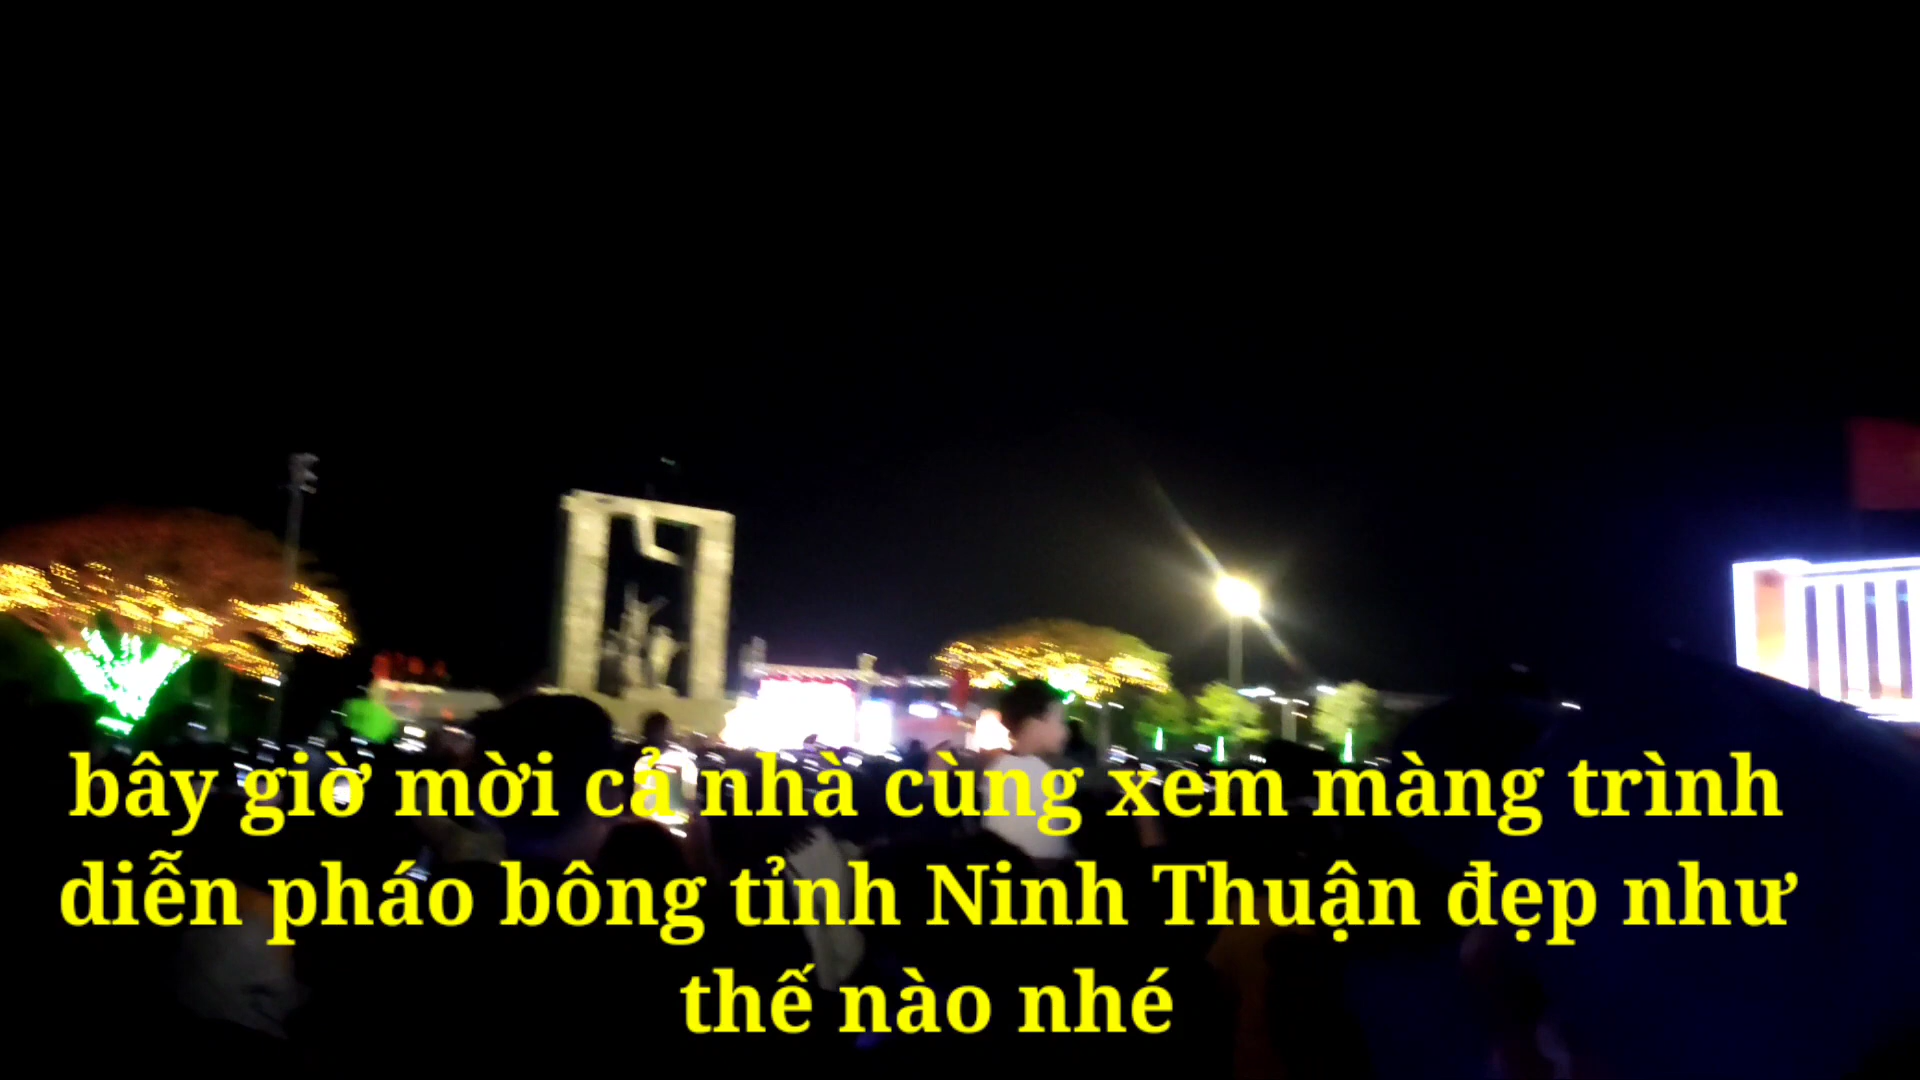 bây giờ mời cả nhà cùng xem màng trình
diễn pháo bông tỉnh Ninh Thuận đẹp như
thế nào nhé